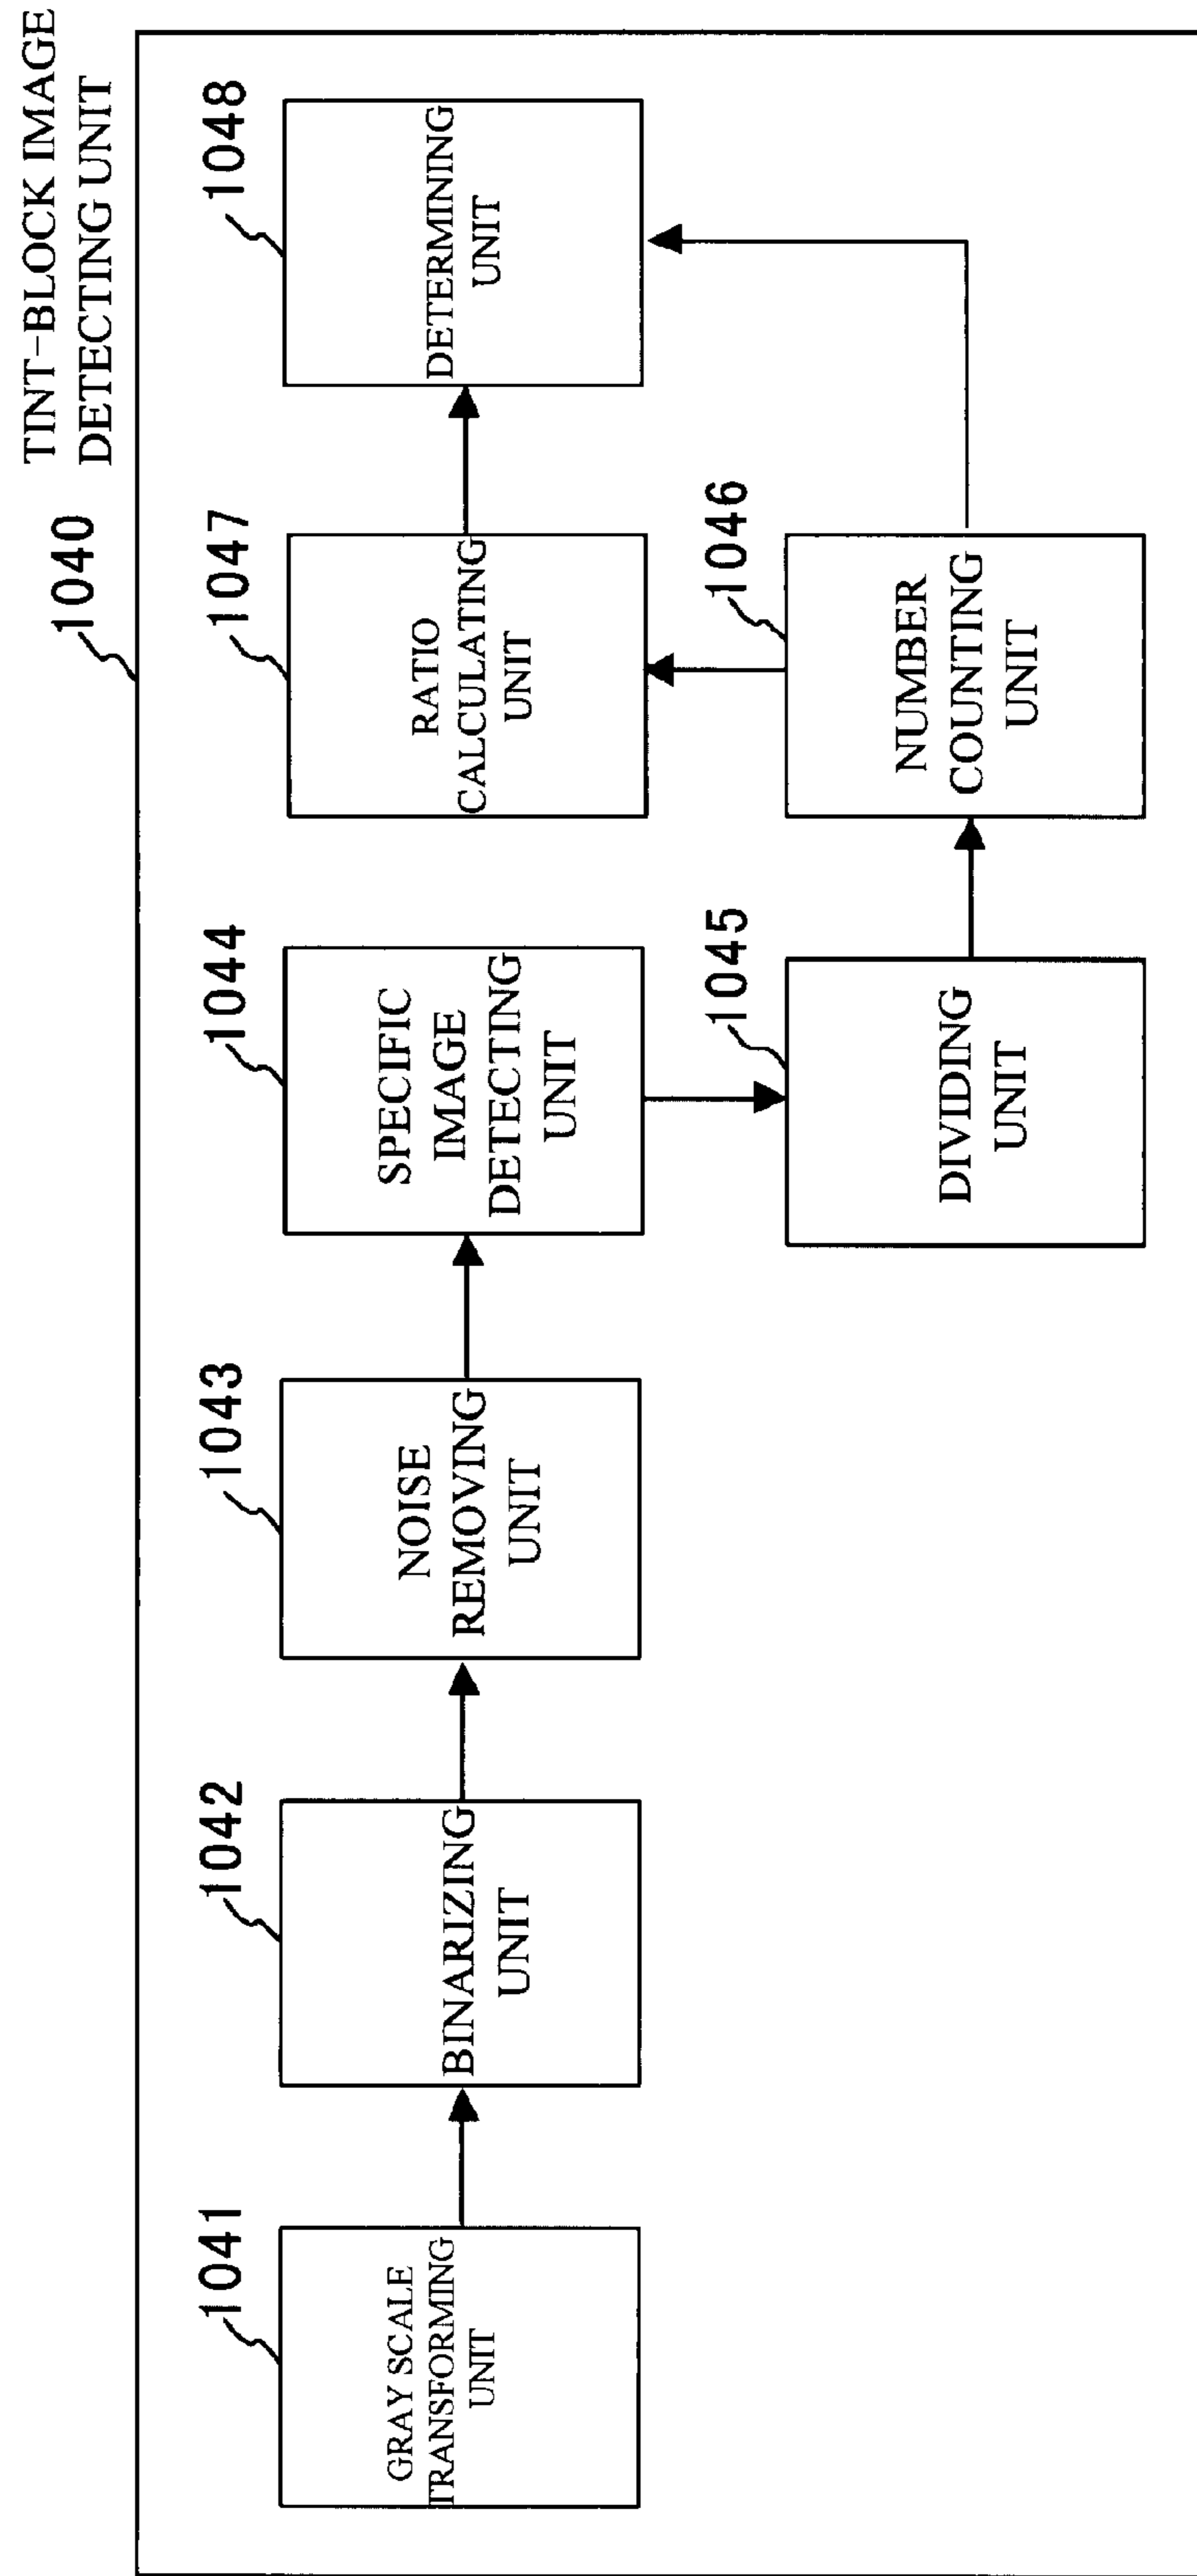 TINT-BLOCK IMAGE
DETECTING UNIT
1040
1041
GRAY SCALE
TRANSFORMING
UNIT
1042
BINARIZING
UNIT
1043
NOISE
REMOVING
UNIT
1044
SPECIFIC
IMAGE
DETECTING
UNIT
1047
RATIO
CALCULATING
UNIT
1048
DETERMINING
UNIT
1045
DIVIDING
UNIT
1046
NUMBER
COUNTING
UNIT